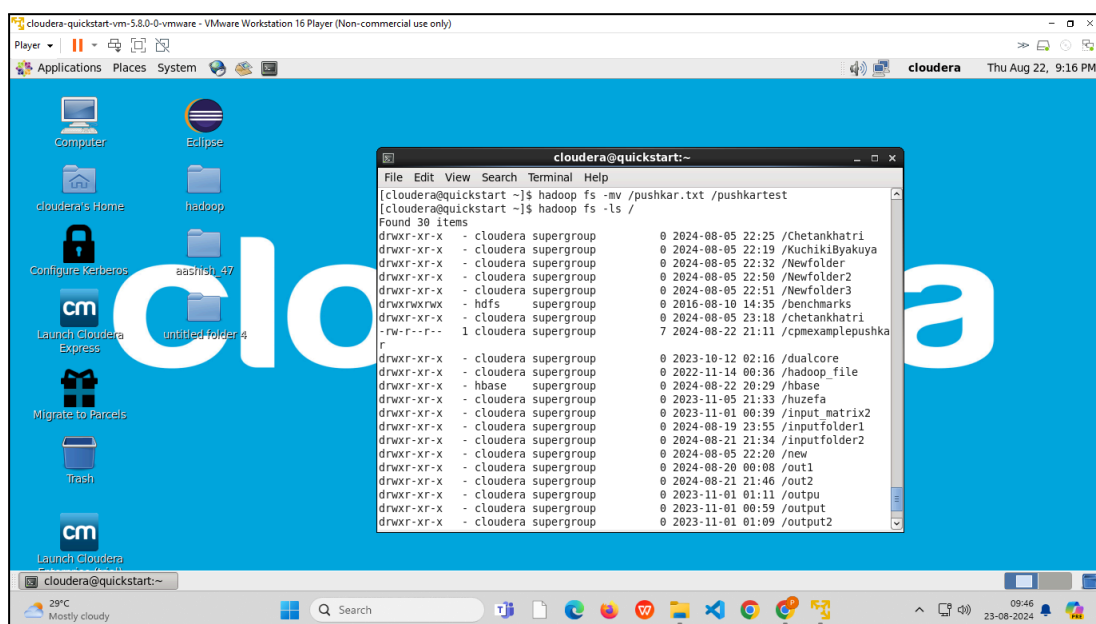 cloudera-quickstart-vm-5.8.0-0-vmware - VMware Workstation 16 Player (Non-commercial use only)
Player
Applications Places System
cloudera Thu Aug 22, 9:16 PM
Computer
Eclipse
cloudera's Home
hadoop
Configure Kerberos
aashish_47
cm
Launch Cloudera
Express
untitled folder 4
Migrate to Parcels
Trash
cm
Launch Cloudera
cloudera
cloudera@quickstart:~
File Edit View Search Terminal Help
[cloudera@quickstart ~]$ hadoop fs -mv /pushkar.txt /pushkartest
[cloudera@quickstart ~]$ hadoop fs -ls /
Found 30 items
drwxr-xr-x - cloudera supergroup 0 2024-08-05 22:25 /Chetankhatri
drwxr-xr-x - cloudera supergroup 0 2024-08-05 22:19 /KuchikiByakuya
drwxr-xr-x - cloudera supergroup 0 2024-08-05 22:32 /Newfolder
drwxr-xr-x - cloudera supergroup 0 2024-08-05 22:50 /Newfolder2
drwxr-xr-x - cloudera supergroup 0 2024-08-05 22:51 /Newfolder3
drwxrwxrwx - hdfs supergroup 0 2016-08-10 14:35 /benchmarks
drwxr-xr-x - cloudera supergroup 0 2024-08-05 23:18 /chetankhatri
-rw-r--r-- 1 cloudera supergroup 7 2024-08-22 21:11 /cpmexamplepushka
r
drwxr-xr-x - cloudera supergroup 0 2023-10-12 02:16 /dualcore
drwxr-xr-x - cloudera supergroup 0 2022-11-14 00:36 /hadoop_file
drwxr-xr-x - hbase supergroup 0 2024-08-22 20:29 /hbase
drwxr-xr-x - cloudera supergroup 0 2023-11-05 21:33 /huzefa
drwxr-xr-x - cloudera supergroup 0 2023-11-01 00:39 /input_matrix2
drwxr-xr-x - cloudera supergroup 0 2024-08-19 23:55 /inputfolder1
drwxr-xr-x - cloudera supergroup 0 2024-08-21 21:34 /inputfolder2
drwxr-xr-x - cloudera supergroup 0 2024-08-05 22:20 /new
drwxr-xr-x - cloudera supergroup 0 2024-08-20 00:08 /out1
drwxr-xr-x - cloudera supergroup 0 2024-08-21 21:46 /out2
drwxr-xr-x - cloudera supergroup 0 2023-11-01 01:11 /outpu
drwxr-xr-x - cloudera supergroup 0 2023-11-01 00:59 /output
drwxr-xr-x - cloudera supergroup 0 2023-11-01 01:09 /output2
cloudera@quickstart:~
29°C
Mostly cloudy
Search
09:46
23-08-2024
PRE